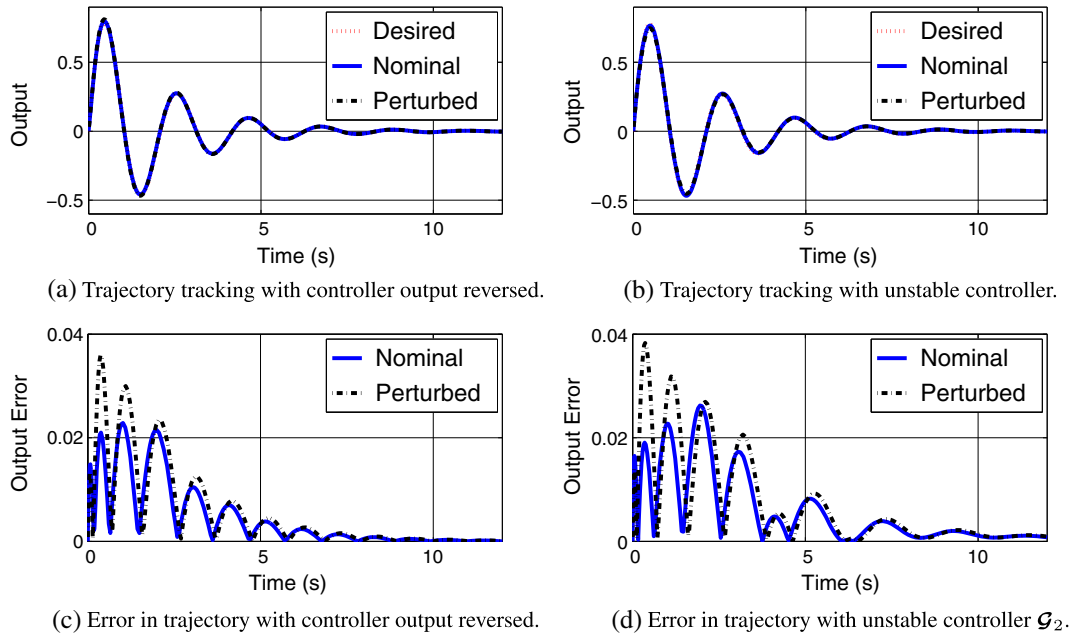 Output
0.5
0
−0.5
Desired
Nominal
Perturbed
0
5
10
Time (s)
(a) Trajectory tracking with controller output reversed.
Output
0.5
0
−0.5
Desired
Nominal
Perturbed
0
5
10
Time (s)
(b) Trajectory tracking with unstable controller.
Output Error
0.04
0.02
0
Nominal
Perturbed
0
5
10
Time (s)
(c) Error in trajectory with controller output reversed.
Output Error
0.04
0.02
0
Nominal
Perturbed
0
5
10
Time (s)
(d) Error in trajectory with unstable controller 𝓖₂.